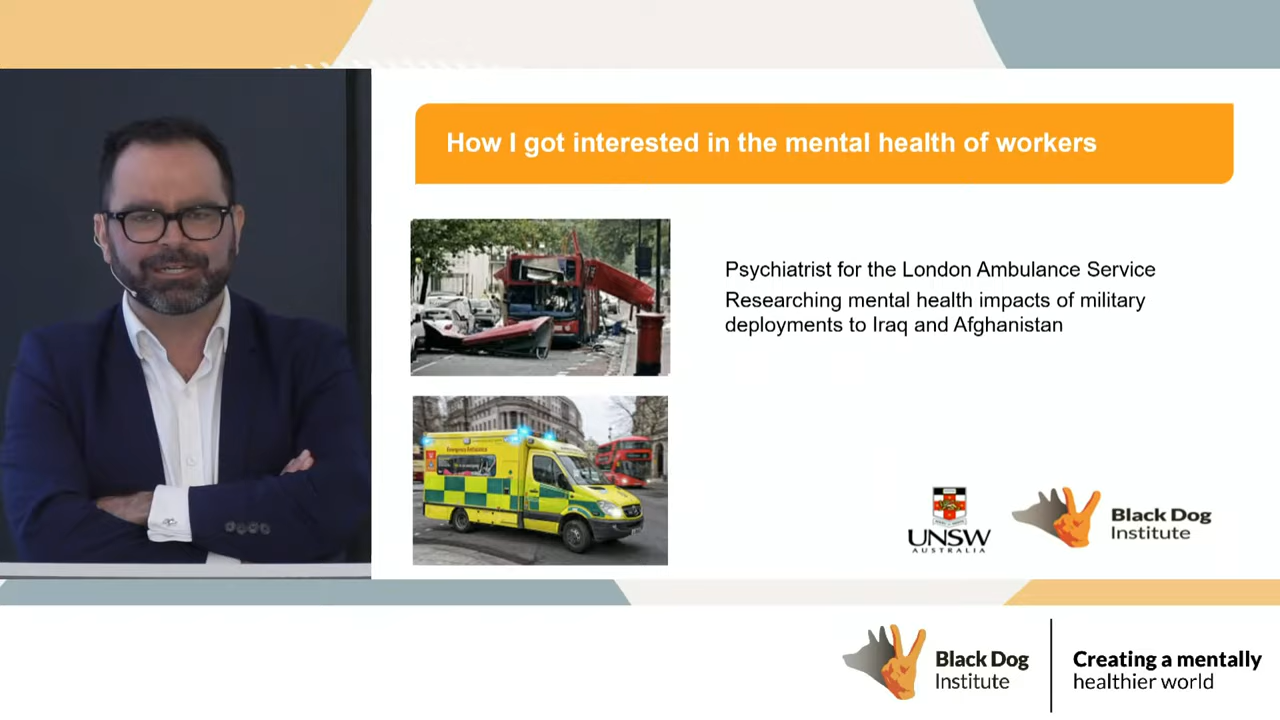 How I got interested in the mental health of workers
Psychiatrist for the London Ambulance Service
Researching mental health impacts of military
deployments to Iraq and Afghanistan
Emergency Ambulance
UNSW
AUSTRALIA
Black Dog
Institute
Black Dog
Institute
Creating a mentally
healthier world